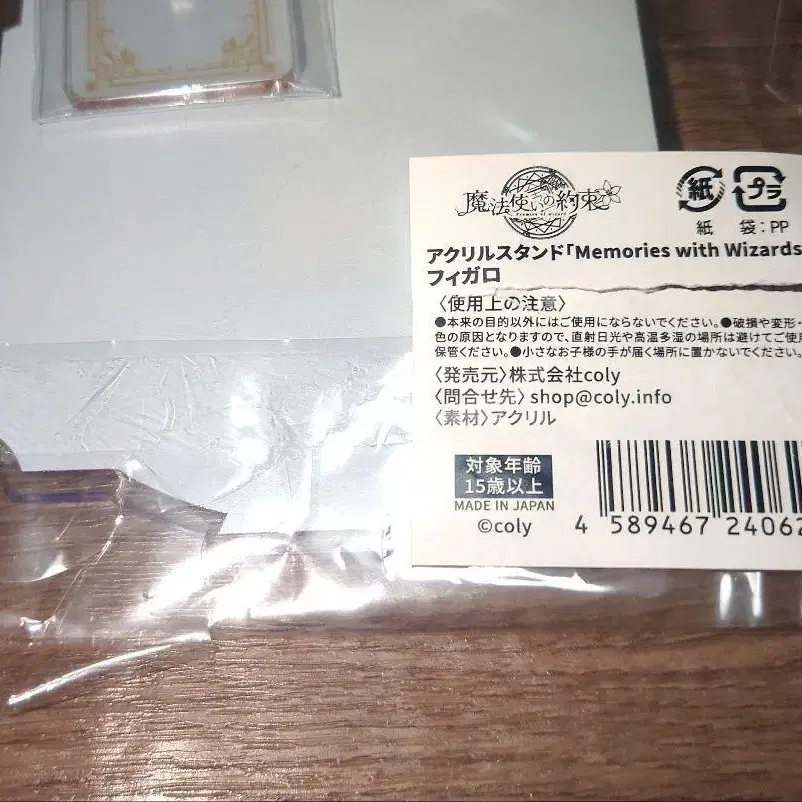 魔法使いの約束
Promise of wizard
紙
プラ
紙 袋:PP
アクリルスタンド「Memories with Wizards
フィガロ
〈使用上の注意〉
●本来の目的以外にはご使用にならないでください。●破損や変形・
色の原因となりますので、直射日光や高温多湿の場所は避けてご使用
保管ください。●小さなお子様の手が届く場所に置かないでください。
〈発売元〉株式会社coly
〈問合せ先〉shop@coly.info
〈素材〉アクリル
対象年齢
15歳以上
MADE IN JAPAN
©coly
4 589467 24062